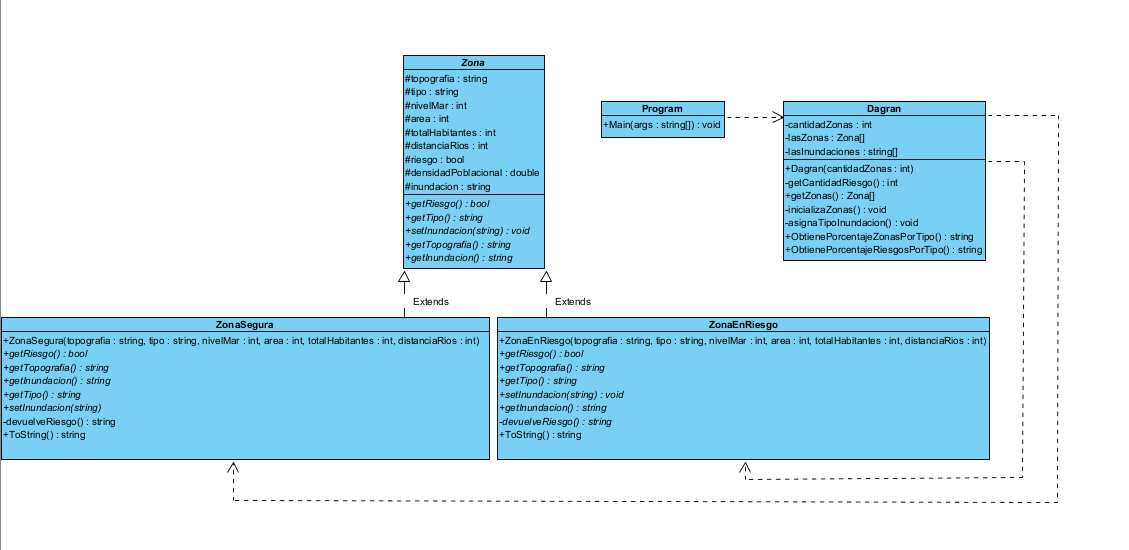 Zona
#topografia : string
#tipo : string
#nivelMar : int
#area : int
#totalHabitantes : int
#distanciaRios : int
#riesgo : bool
#densidadPoblacional : double
#inundacion : string
+getRiesgo() : bool
+getTipo() : string
+setInundacion(string) : void
+getTopografia() : string
+getInundacion() : string
Program
+Main(args : string[]) : void
Dagran
-cantidadZonas : int
-lasZonas : Zona[]
-lasInundaciones : string[]
+Dagran(cantidadZonas : int)
-getCantidadRiesgo() : int
+getZonas() : Zona[]
-inicializaZonas() : void
-asignaTipoInundacion() : void
+ObtienePorcentajeZonasPorTipo() : string
+ObtienePorcentajeRiesgosPorTipo() : string
Extends
Extends
ZonaSegura
+ZonaSegura(topografia : string, tipo : string, nivelMar : int, area : int, totalHabitantes : int, distanciaRios : int)
+getRiesgo() : bool
+getTopografia() : string
+getInundacion() : string
+getTipo() : string
+setInundacion(string)
-devuelveRiesgo() : string
+ToString() : string
ZonaEnRiesgo
+ZonaEnRiesgo(topografia : string, tipo : string, nivelMar : int, area : int, totalHabitantes : int, distanciaRios : int)
+getRiesgo() : bool
+getTopografia() : string
+getTipo() : string
+setInundacion(string) : void
+getInundacion() : string
-devuelveRiesgo() : string
+ToString() : string